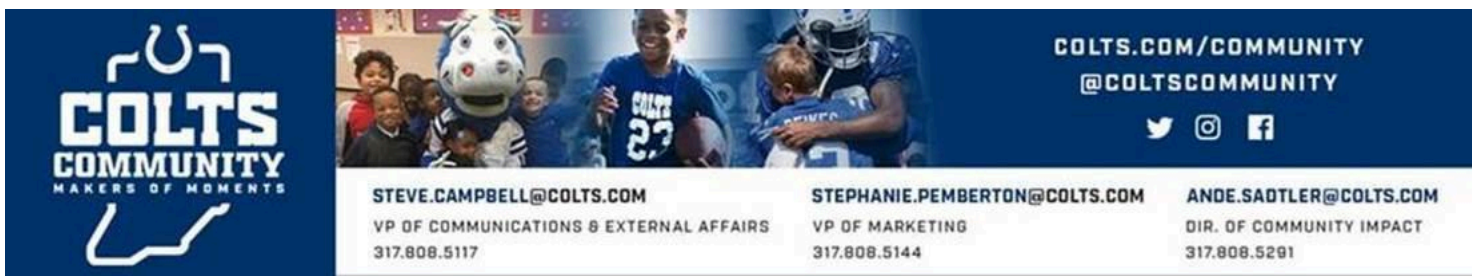 COLTS
COMMUNITY
MAKERS OF MOMENTS
COLTS
23
COLTS.COM/COMMUNITY
@COLTSCOMMUNITY
STEVE.CAMPBELL@COLTS.COM
VP OF COMMUNICATIONS & EXTERNAL AFFAIRS
317.808.5117
STEPHANIE.PEMBERTON@COLTS.COM
VP OF MARKETING
317.808.5144
ANDE.SADTLER@COLTS.COM
DIR. OF COMMUNITY IMPACT
317.808.5291